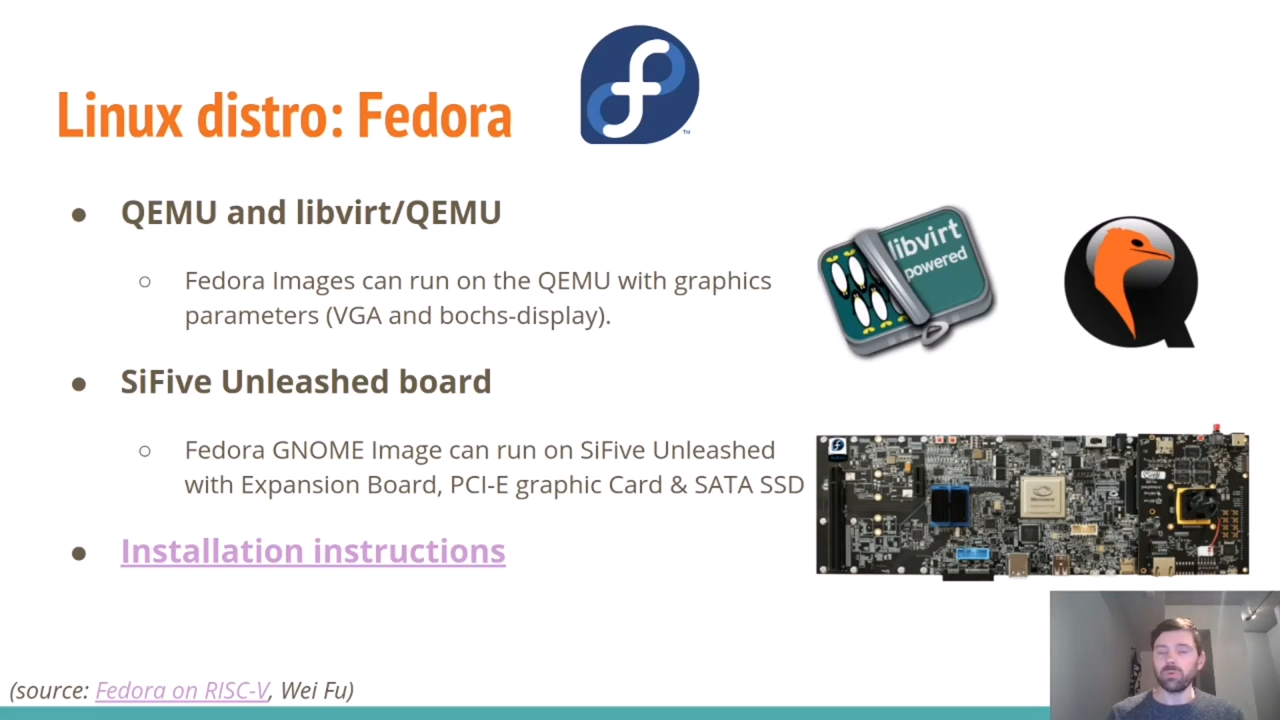 Linux distro: Fedora
TM
● QEMU and libvirt/QEMU
○ Fedora Images can run on the QEMU with graphics
parameters (VGA and bochs-display).
libvirt
powered
● SiFive Unleashed board
○ Fedora GNOME Image can run on SiFive Unleashed
with Expansion Board, PCI-E graphic Card & SATA SSD
● Installation instructions
(source: Fedora on RISC-V, Wei Fu)